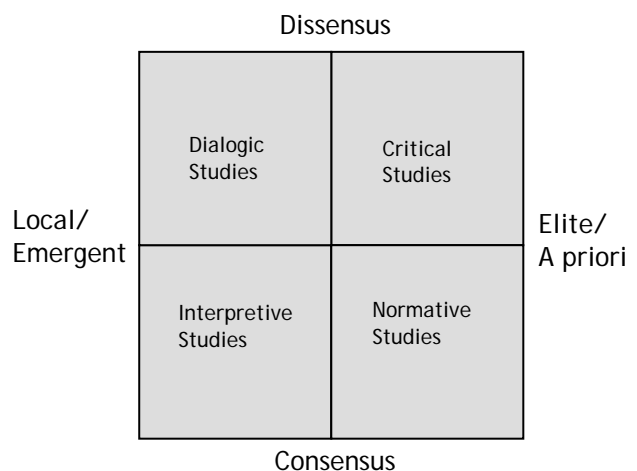 Dissensus
Dialogic
Studies
Critical
Studies
Local/
Emergent
Elite/
A priori
Interpretive
Studies
Normative
Studies
Consensus